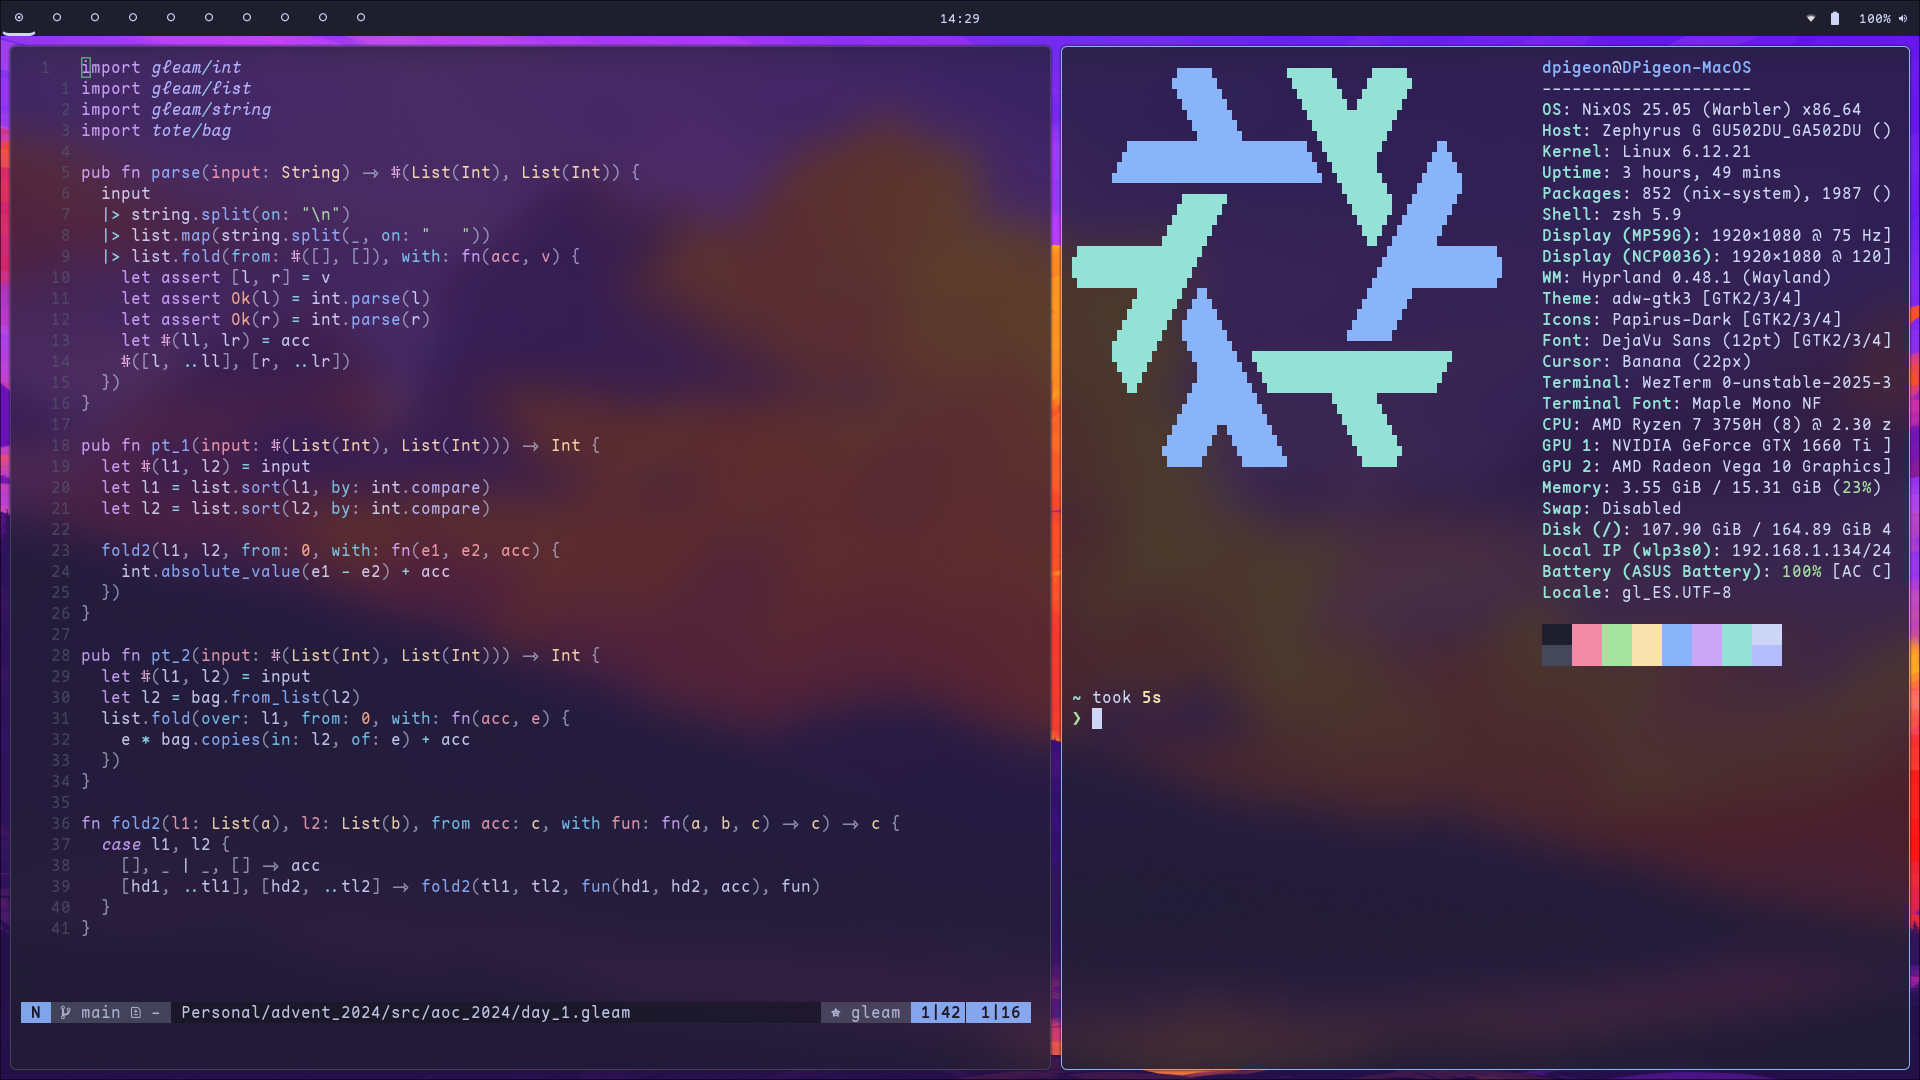 14:29
100%
1 import gleam/int
1 import gleam/list
2 import gleam/string
3 import tote/bag
4
5 pub fn parse(input: String) -> #(List(Int), List(Int)) {
6   input
7   |> string.split(on: "\n")
8   |> list.map(string.split(_, on: "   "))
9   |> list.fold(from: #([], []), with: fn(acc, v) {
10     let assert [l, r] = v
11     let assert Ok(l) = int.parse(l)
12     let assert Ok(r) = int.parse(r)
13     let #(ll, lr) = acc
14     #([l, ..ll], [r, ..lr])
15   })
16 }
17
18 pub fn pt_1(input: #(List(Int), List(Int))) -> Int {
19   let #(l1, l2) = input
20   let l1 = list.sort(l1, by: int.compare)
21   let l2 = list.sort(l2, by: int.compare)
22
23   fold2(l1, l2, from: 0, with: fn(e1, e2, acc) {
24     int.absolute_value(e1 - e2) + acc
25   })
26 }
27
28 pub fn pt_2(input: #(List(Int), List(Int))) -> Int {
29   let #(l1, l2) = input
30   let l2 = bag.from_list(l2)
31   list.fold(over: l1, from: 0, with: fn(acc, e) {
32     e * bag.copies(in: l2, of: e) + acc
33   })
34 }
35
36 fn fold2(l1: List(a), l2: List(b), from acc: c, with fun: fn(a, b, c) -> c) -> c {
37   case l1, l2 {
38     [], _ | _, [] -> acc
39     [hd1, ..tl1], [hd2, ..tl2] -> fold2(tl1, tl2, fun(hd1, hd2, acc), fun)
40   }
41 }
N main - Personal/advent_2024/src/aoc_2024/day_1.gleam gleam 1|42 1|16
dpigeon@DPigeon-MacOS
---------------------
OS: NixOS 25.05 (Warbler) x86_64
Host: Zephyrus G GU502DU_GA502DU ()
Kernel: Linux 6.12.21
Uptime: 3 hours, 49 mins
Packages: 852 (nix-system), 1987 ()
Shell: zsh 5.9
Display (MP59G): 1920×1080 @ 75 Hz]
Display (NCP0036): 1920×1080 @ 120]
WM: Hyprland 0.48.1 (Wayland)
Theme: adw-gtk3 [GTK2/3/4]
Icons: Papirus-Dark [GTK2/3/4]
Font: DejaVu Sans (12pt) [GTK2/3/4]
Cursor: Banana (22px)
Terminal: WezTerm 0-unstable-2025-3
Terminal Font: Maple Mono NF
CPU: AMD Ryzen 7 3750H (8) @ 2.30 z
GPU 1: NVIDIA GeForce GTX 1660 Ti ]
GPU 2: AMD Radeon Vega 10 Graphics]
Memory: 3.55 GiB / 15.31 GiB (23%)
Swap: Disabled
Disk (/): 107.90 GiB / 164.89 GiB 4
Local IP (wlp3s0): 192.168.1.134/24
Battery (ASUS Battery): 100% [AC C]
Locale: gl_ES.UTF-8
~ took 5s
❯